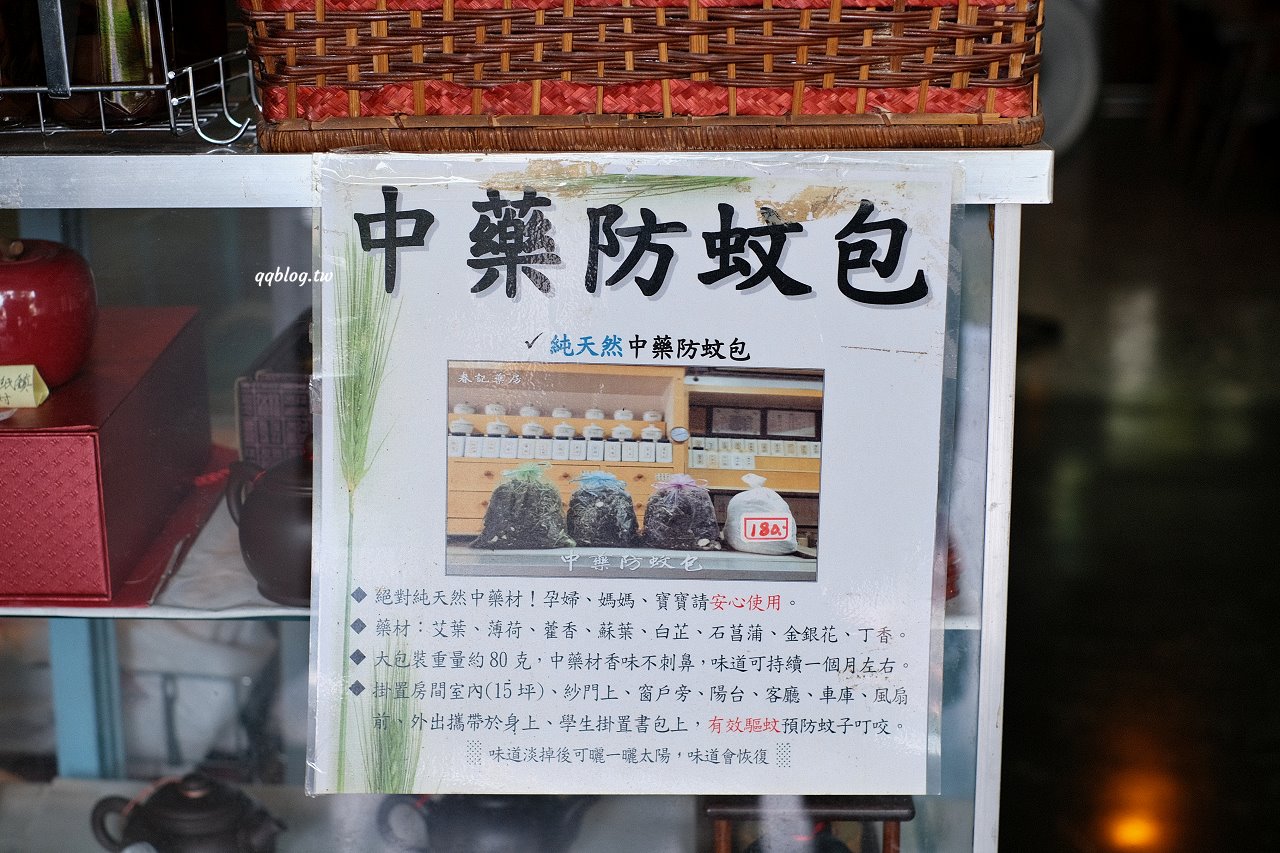 中藥防蚊包
qqblog.tw
✓純天然中藥防蚊包
春記藥店
180
中藥防蚊包
◆ 絕對純天然中藥材！孕婦、媽媽、寶寶請安心使用。
◆ 藥材：艾葉、薄荷、藿香、蘇葉、白芷、石菖蒲、金銀花、丁香。
◆ 大包裝重量約80克，中藥材香味不刺鼻，味道可持續一個月左右。
◆ 掛置房間室內(15坪)、紗門上、窗戶旁、陽台、客廳、車庫、風扇
前、外出攜帶於身上、學生掛置書包上，有效驅蚊預防蚊子叮咬。
味道淡掉後可曬一曬太陽，味道會恢復